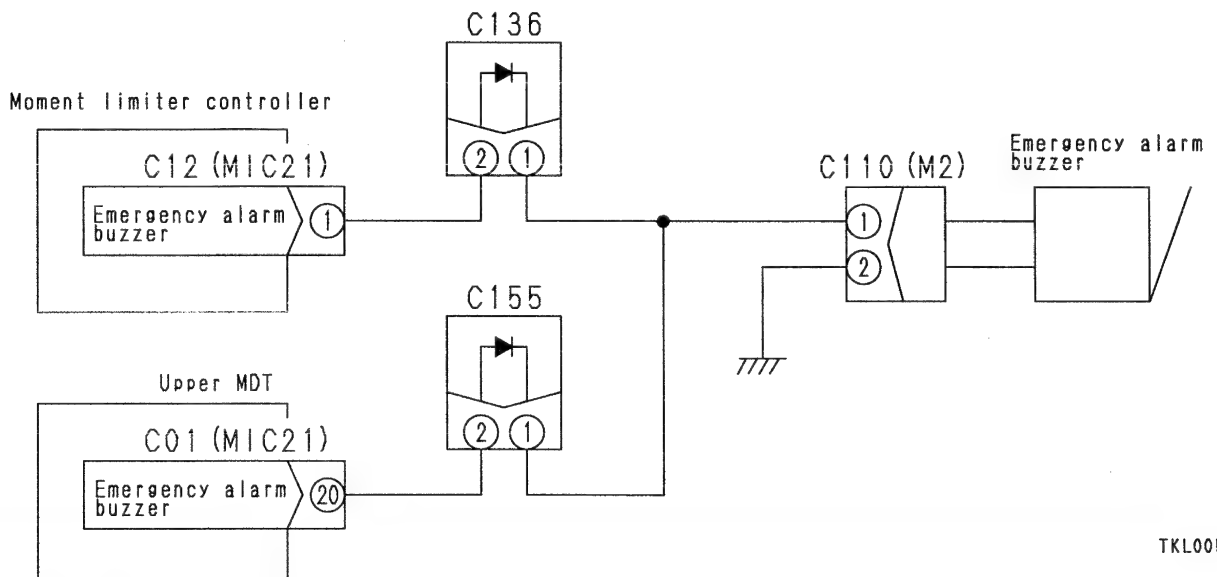 C136
Moment limiter controller
2 1
C12 (MIC21)
Emergency alarm
buzzer
1
Emergency alarm
buzzer
C110 (M2)
1
2
C155
2 1
Upper MDT
C01 (MIC21)
Emergency alarm
buzzer
20